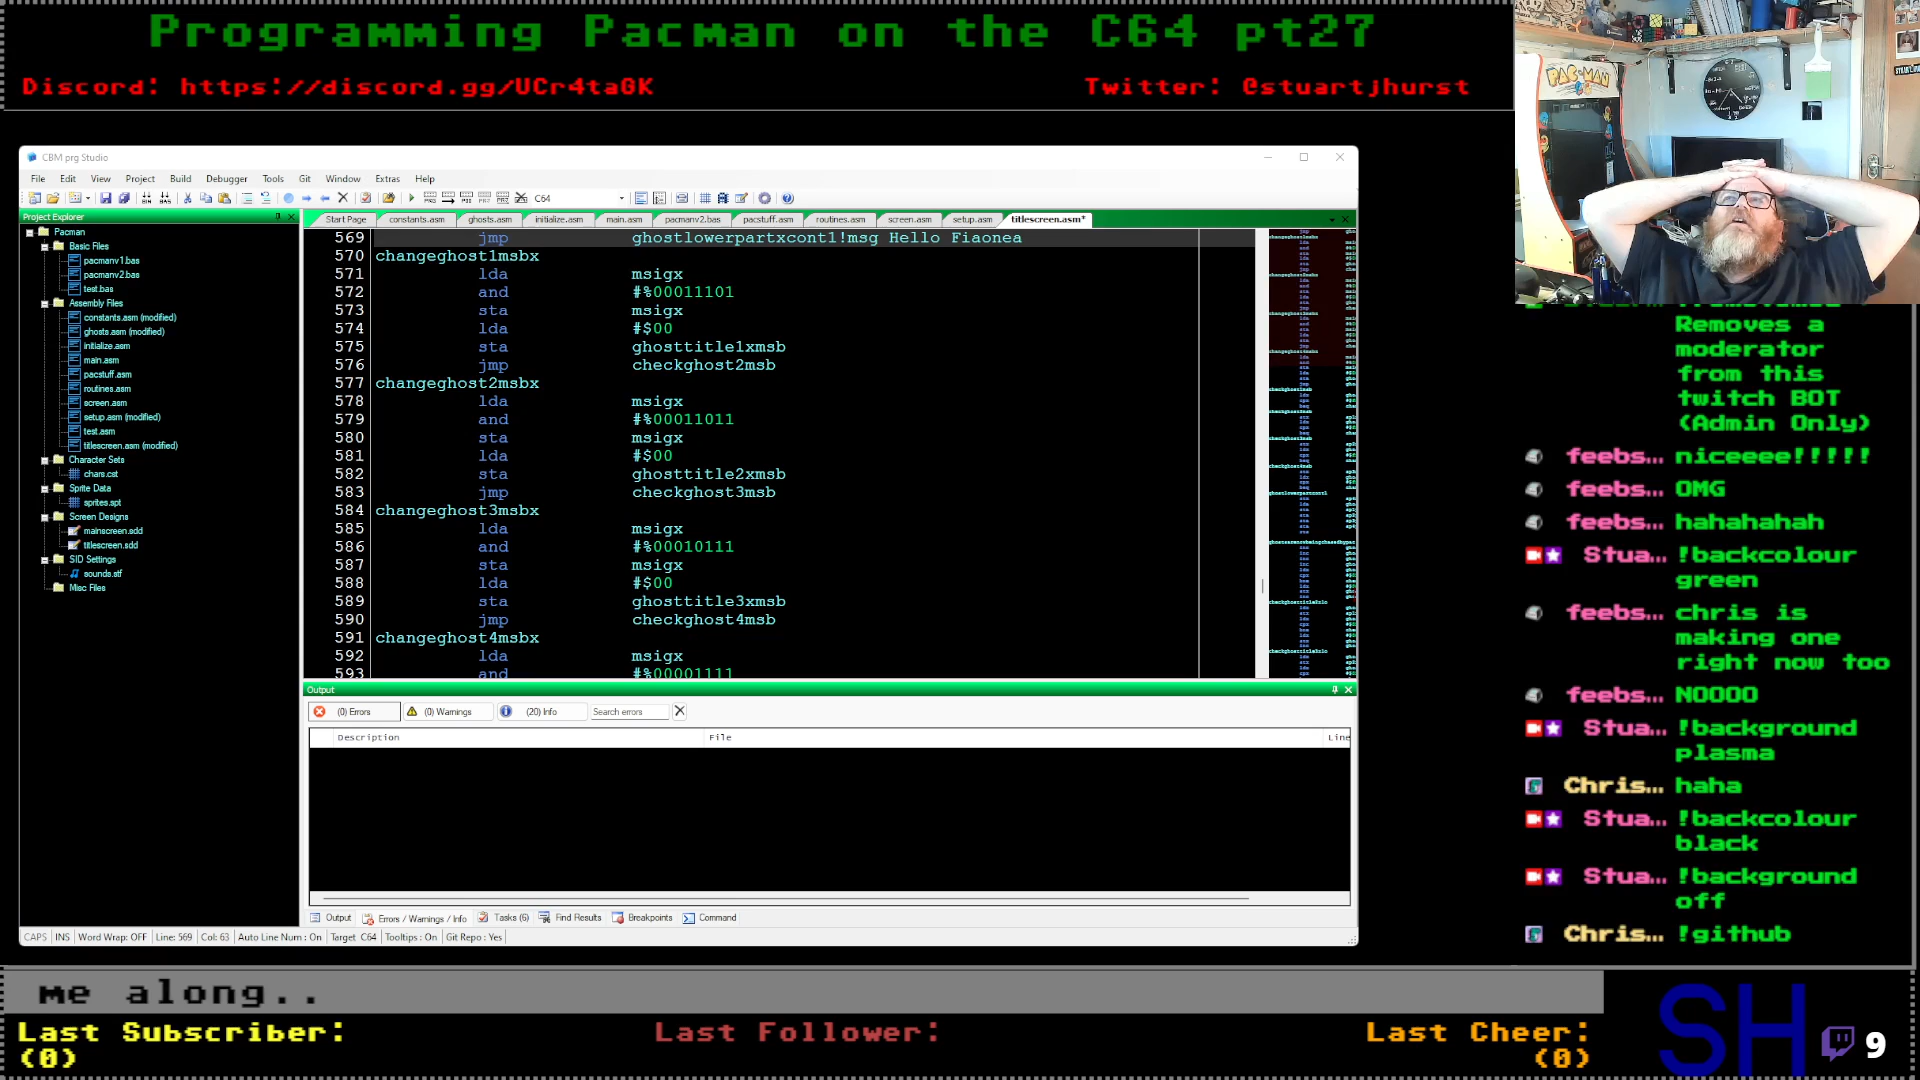 Programming Pacman on the C64 pt27
Discord: https://discord.gg/UCr4taGK
Twitter: @stuartjhurst
PAC-MAN
CBM prg Studio
File Edit View Project Build Debugger Tools Git Window Extras Help
C64
Project Explorer
Start Page constants.asm ghosts.asm initialize.asm main.asm pacmanv2.bas pacstuff.asm routines.asm screen.asm setup.asm titlescreen.asm*
Pacman
Basic Files
pacmanv1.bas
pacmanv2.bas
test.bas
Assembly Files
constants.asm (modified)
ghosts.asm (modified)
initialize.asm
main.asm
pacstuff.asm
routines.asm
screen.asm
setup.asm (modified)
test.asm
titlescreen.asm (modified)
Character Sets
chars.cst
Sprite Data
sprites.spt
Screen Designs
mainscreen.sdd
titlescreen.sdd
SID Settings
sounds.stf
Misc Files
569 jmp ghostlowerpartxcont1!msg Hello Fiaonea
570 changeghost1msbx
571 lda msigx
572 and #%00011101
573 sta msigx
574 lda #$00
575 sta ghosttitle1xmsb
576 jmp checkghost2msb
577 changeghost2msbx
578 lda msigx
579 and #%00011011
580 sta msigx
581 lda #$00
582 sta ghosttitle2xmsb
583 jmp checkghost3msb
584 changeghost3msbx
585 lda msigx
586 and #%00010111
587 sta msigx
588 lda #$00
589 sta ghosttitle3xmsb
590 jmp checkghost4msb
591 changeghost4msbx
592 lda msigx
593 and #%00001111
Output
(0) Errors (0) Warnings (20) Info Search errors
Description File Line
Output Errors / Warnings / Info Tasks (6) Find Results Breakpoints Command
CAPS INS Word Wrap: OFF Line: 569 Col: 63 Auto Line Num : On Target C64 Tooltips : On Git Repo : Yes
Removes a
moderator
from this
twitch BOT
(Admin Only)
feebs... niceeee!!!!!
feebs... OMG
feebs... hahahahah
Stua... !backcolour
green
feebs... chris is
making one
right now too
feebs... NOOOO
Stua... !background
plasma
Chris... haha
Stua... !backcolour
black
Stua... !background
off
Chris... !github
me along..
Last Subscriber:
(0)
Last Follower:
Last Cheer:
(0)
SH
9